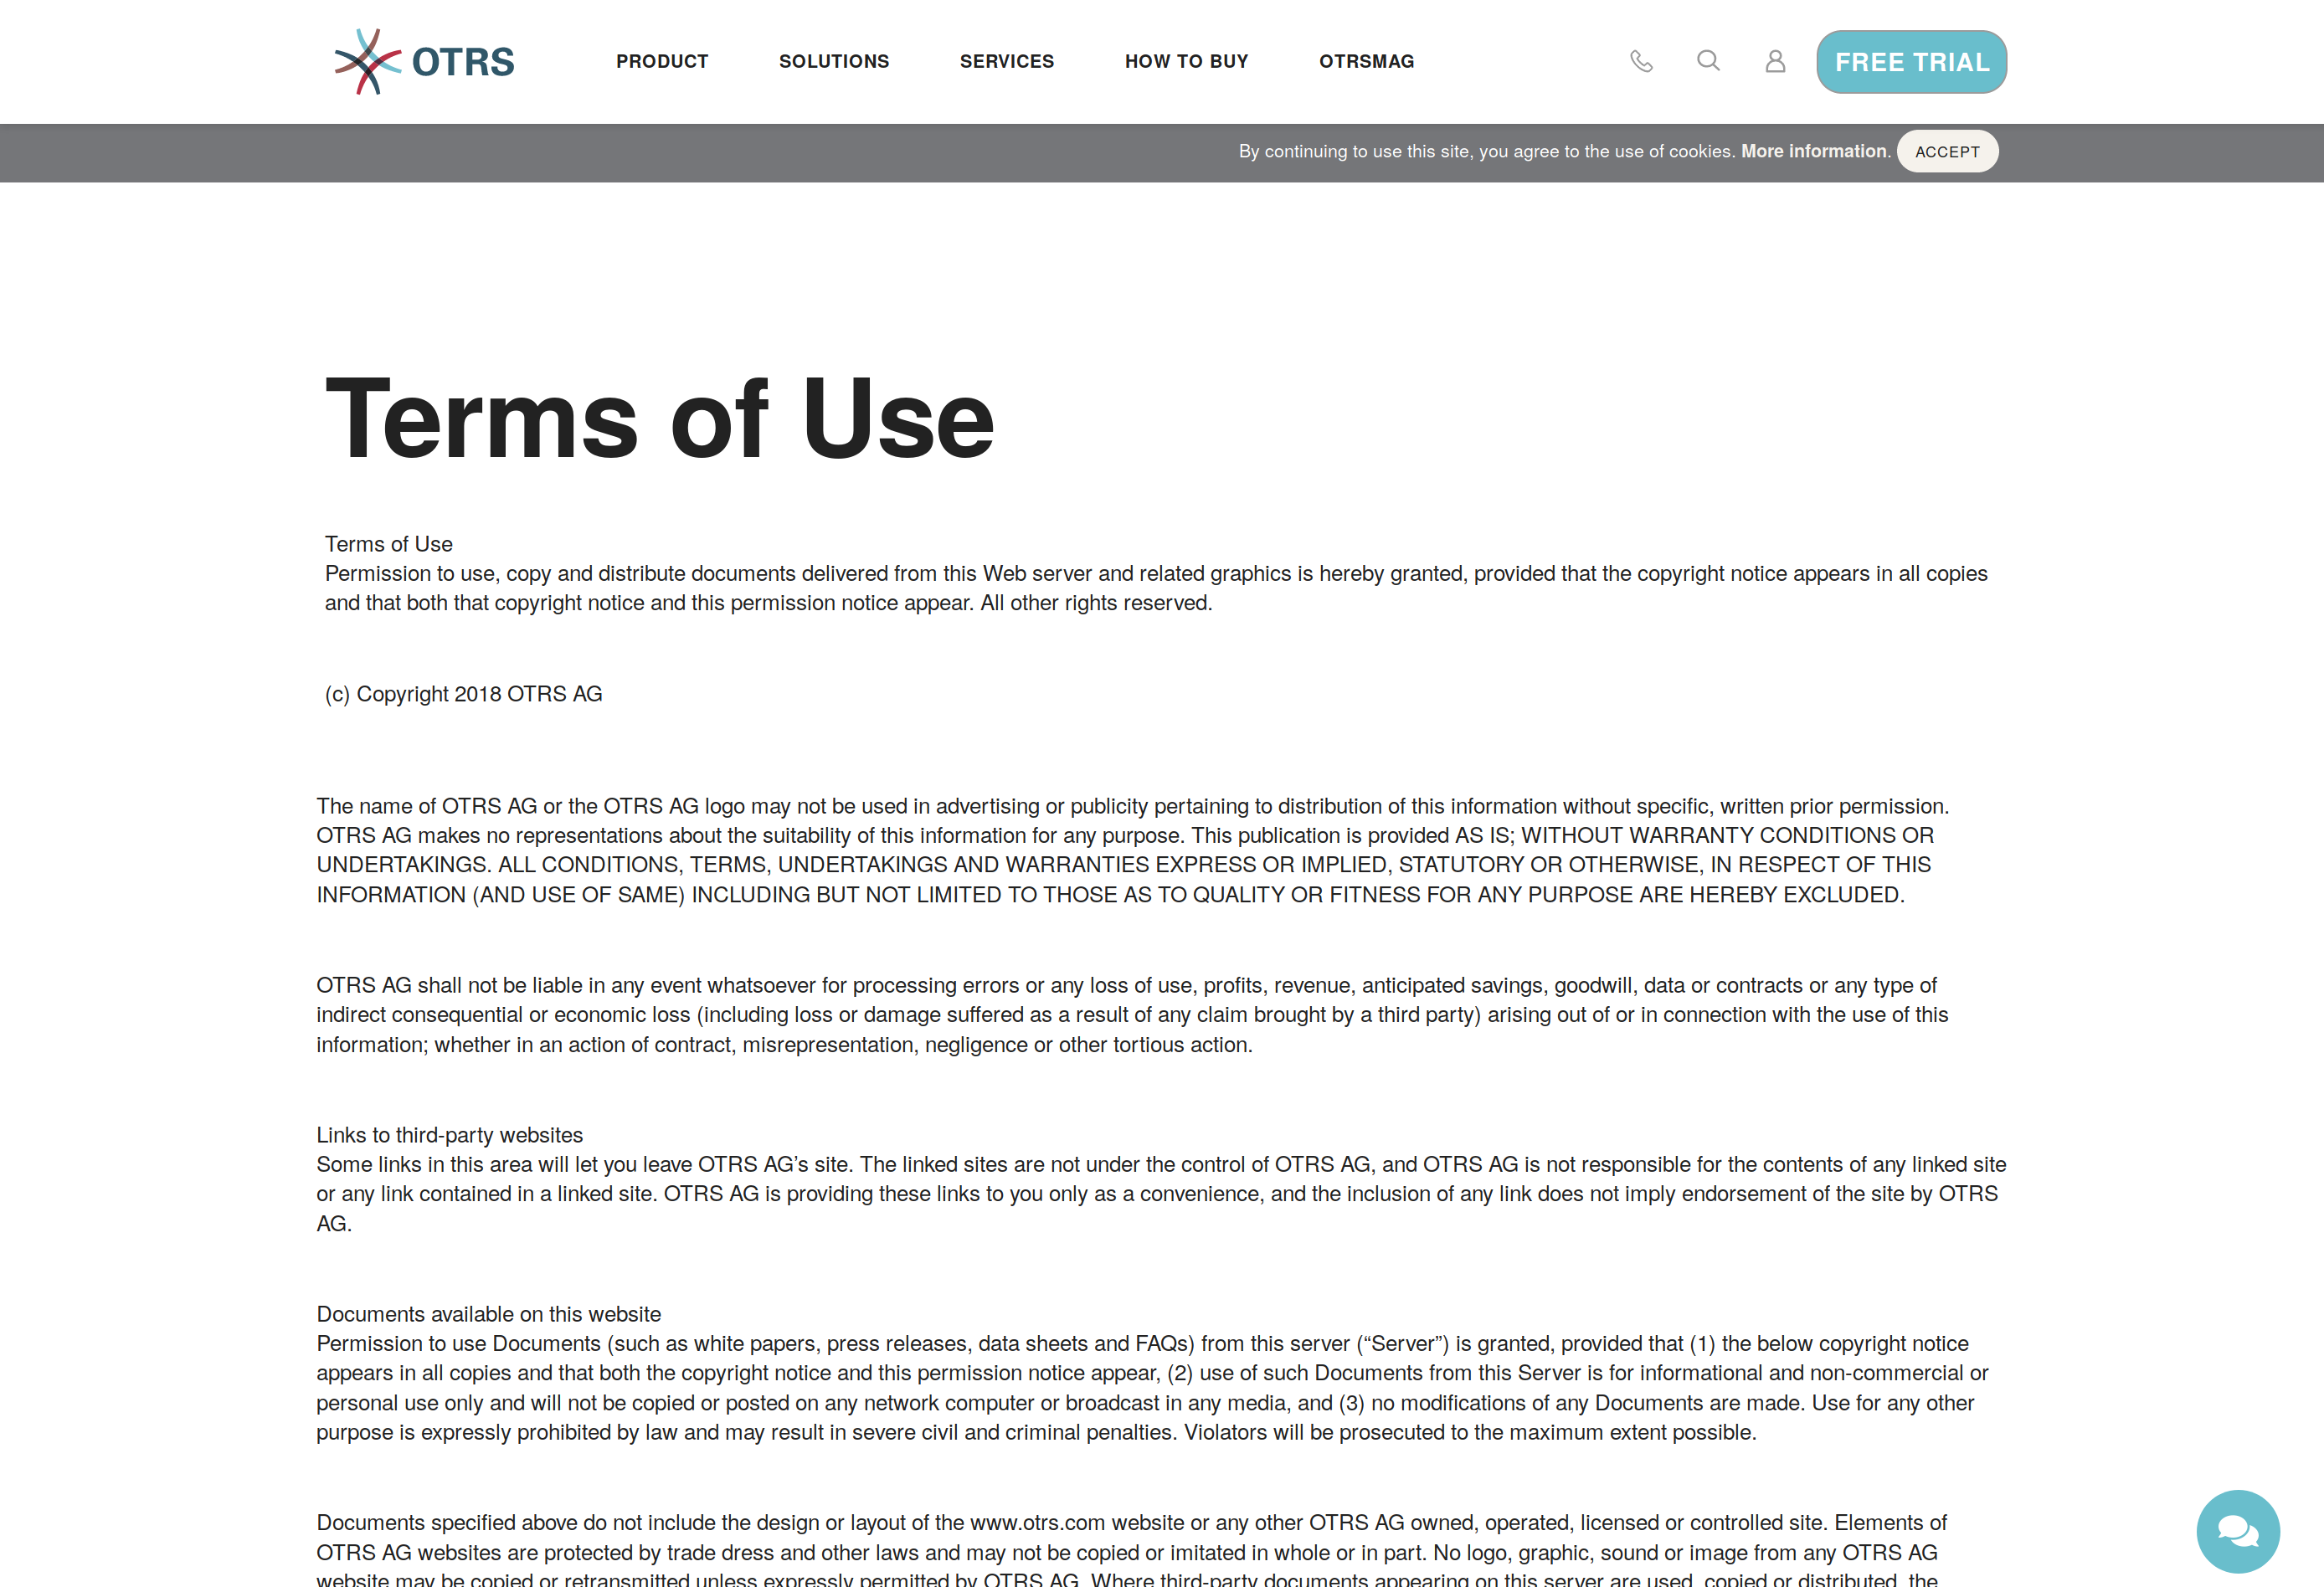 OTRS
PRODUCT SOLUTIONS SERVICES HOW TO BUY OTRSMAG FREE TRIAL
By continuing to use this site, you agree to the use of cookies. More information. ACCEPT
Terms of Use
Terms of Use
Permission to use, copy and distribute documents delivered from this Web server and related graphics is hereby granted, provided that the copyright notice appears in all copies
and that both that copyright notice and this permission notice appear. All other rights reserved.
(c) Copyright 2018 OTRS AG
The name of OTRS AG or the OTRS AG logo may not be used in advertising or publicity pertaining to distribution of this information without specific, written prior permission.
OTRS AG makes no representations about the suitability of this information for any purpose. This publication is provided AS IS; WITHOUT WARRANTY CONDITIONS OR
UNDERTAKINGS. ALL CONDITIONS, TERMS, UNDERTAKINGS AND WARRANTIES EXPRESS OR IMPLIED, STATUTORY OR OTHERWISE, IN RESPECT OF THIS
INFORMATION (AND USE OF SAME) INCLUDING BUT NOT LIMITED TO THOSE AS TO QUALITY OR FITNESS FOR ANY PURPOSE ARE HEREBY EXCLUDED.
OTRS AG shall not be liable in any event whatsoever for processing errors or any loss of use, profits, revenue, anticipated savings, goodwill, data or contracts or any type of
indirect consequential or economic loss (including loss or damage suffered as a result of any claim brought by a third party) arising out of or in connection with the use of this
information; whether in an action of contract, misrepresentation, negligence or other tortious action.
Links to third-party websites
Some links in this area will let you leave OTRS AG’s site. The linked sites are not under the control of OTRS AG, and OTRS AG is not responsible for the contents of any linked site
or any link contained in a linked site. OTRS AG is providing these links to you only as a convenience, and the inclusion of any link does not imply endorsement of the site by OTRS
AG.
Documents available on this website
Permission to use Documents (such as white papers, press releases, data sheets and FAQs) from this server (“Server”) is granted, provided that (1) the below copyright notice
appears in all copies and that both the copyright notice and this permission notice appear, (2) use of such Documents from this Server is for informational and non-commercial or
personal use only and will not be copied or posted on any network computer or broadcast in any media, and (3) no modifications of any Documents are made. Use for any other
purpose is expressly prohibited by law and may result in severe civil and criminal penalties. Violators will be prosecuted to the maximum extent possible.
Documents specified above do not include the design or layout of the www.otrs.com website or any other OTRS AG owned, operated, licensed or controlled site. Elements of
OTRS AG websites are protected by trade dress and other laws and may not be copied or imitated in whole or in part. No logo, graphic, sound or image from any OTRS AG
website may be copied or retransmitted unless expressly permitted by OTRS AG. Where third-party documents appearing on this server are used, copied or distributed, the